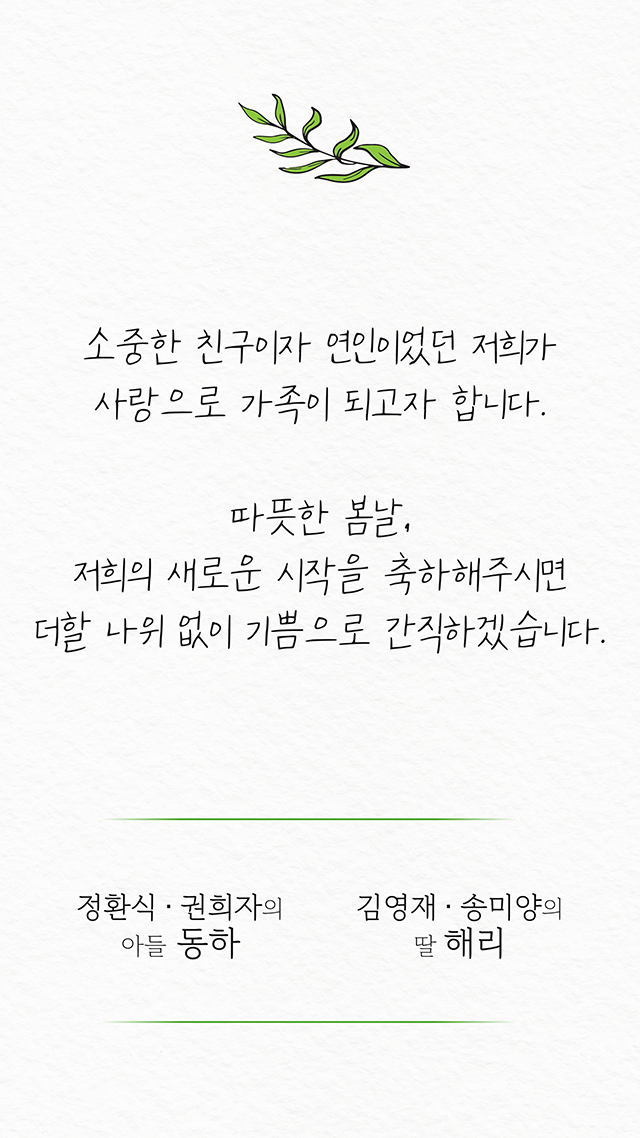 소중한 친구이자 연인이었던 저희가
사랑으로 가족이 되고자 합니다.
따뜻한 봄날,
저희의 새로운 시작을 축하해주시면
더할 나위 없이 기쁨으로 간직하겠습니다.
정환식 · 권희자의
아들 동하
김영재 · 송미양의
딸 해리